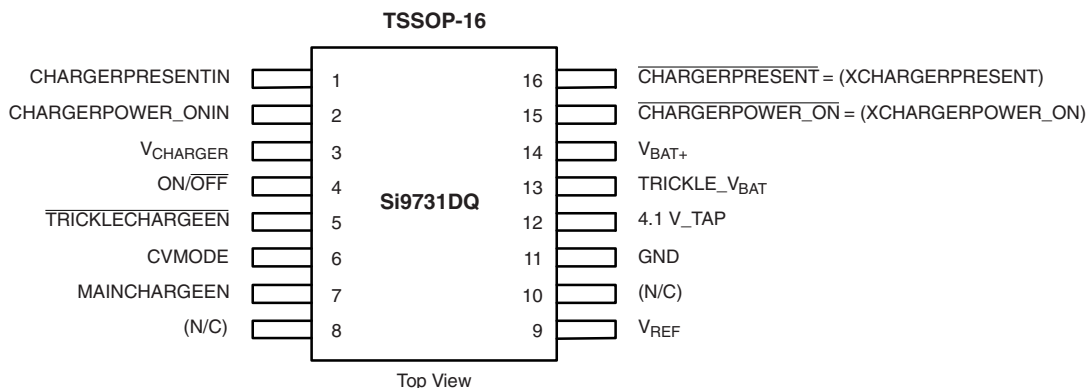 TSSOP-16
CHARGERPRESENTIN 1
CHARGERPOWER_ONIN 2
VCHARGER 3
ON/OFF 4
TRICKLECHARGEEN 5
CVMODE 6
MAINCHARGEEN 7
(N/C) 8
Si9731DQ
16 CHARGERPRESENT = (XCHARGERPRESENT)
15 CHARGERPOWER_ON = (XCHARGERPOWER_ON)
14 VBAT+
13 TRICKLE_VBAT
12 4.1 V_TAP
11 GND
10 (N/C)
9 VREF
Top View